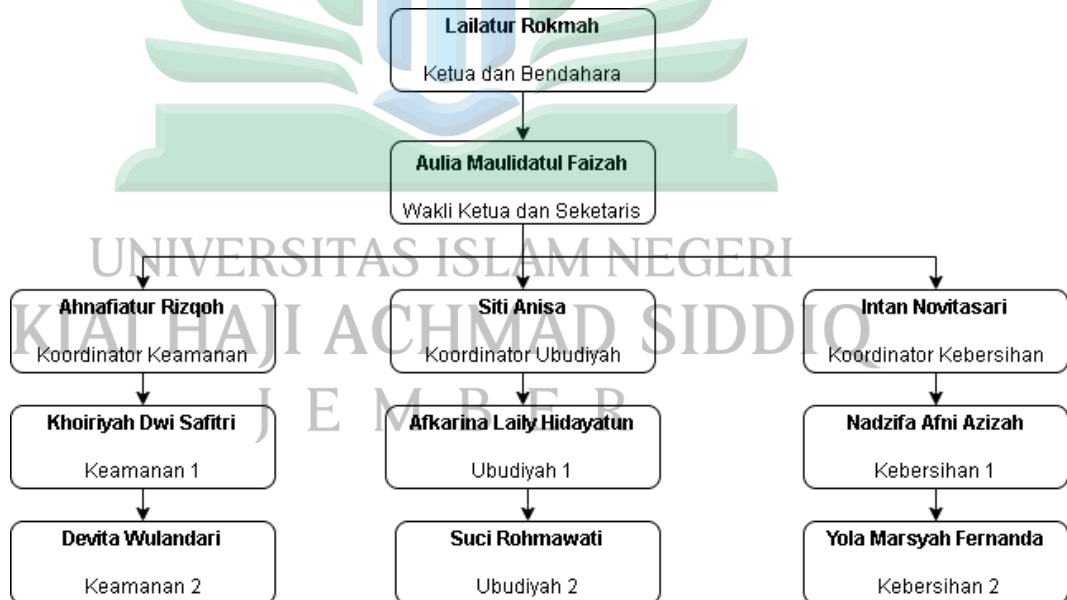 Lailatur Rokmah
Ketua dan Bendahara
Aulia Maulidatul Faizah
Wakli Ketua dan Seketaris
UNIVERSITAS ISLAM NEGERI
KIAI HAJI ACHMAD SIDDIQ
JEMBER
Ahnafiatur Rizqoh
Koordinator Keamanan
Siti Anisa
Koordinator Ubudiyah
Intan Novitasari
Koordinator Kebersihan
Khoiriyah Dwi Safitri
Keamanan 1
Afkarina Laily Hidayatun
Ubudiyah 1
Nadzifa Afni Azizah
Kebersihan 1
Devita Wulandari
Keamanan 2
Suci Rohmawati
Ubudiyah 2
Yola Marsyah Fernanda
Kebersihan 2